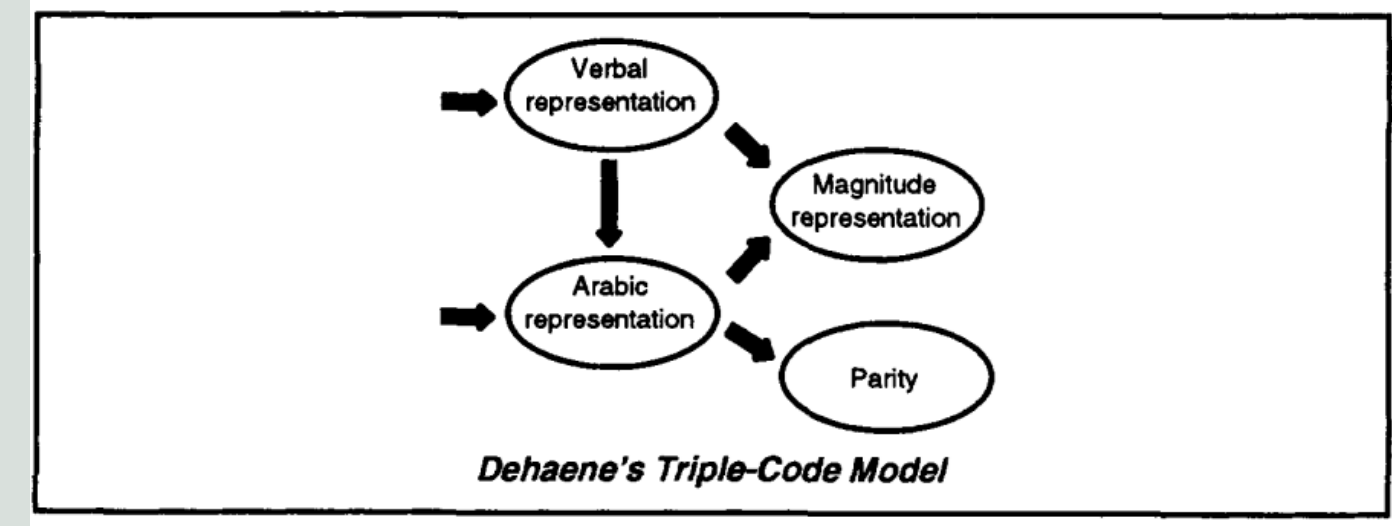 Verbal
representation
Magnitude
representation
Arabic
representation
Parity
Dehaene's Triple-Code Model